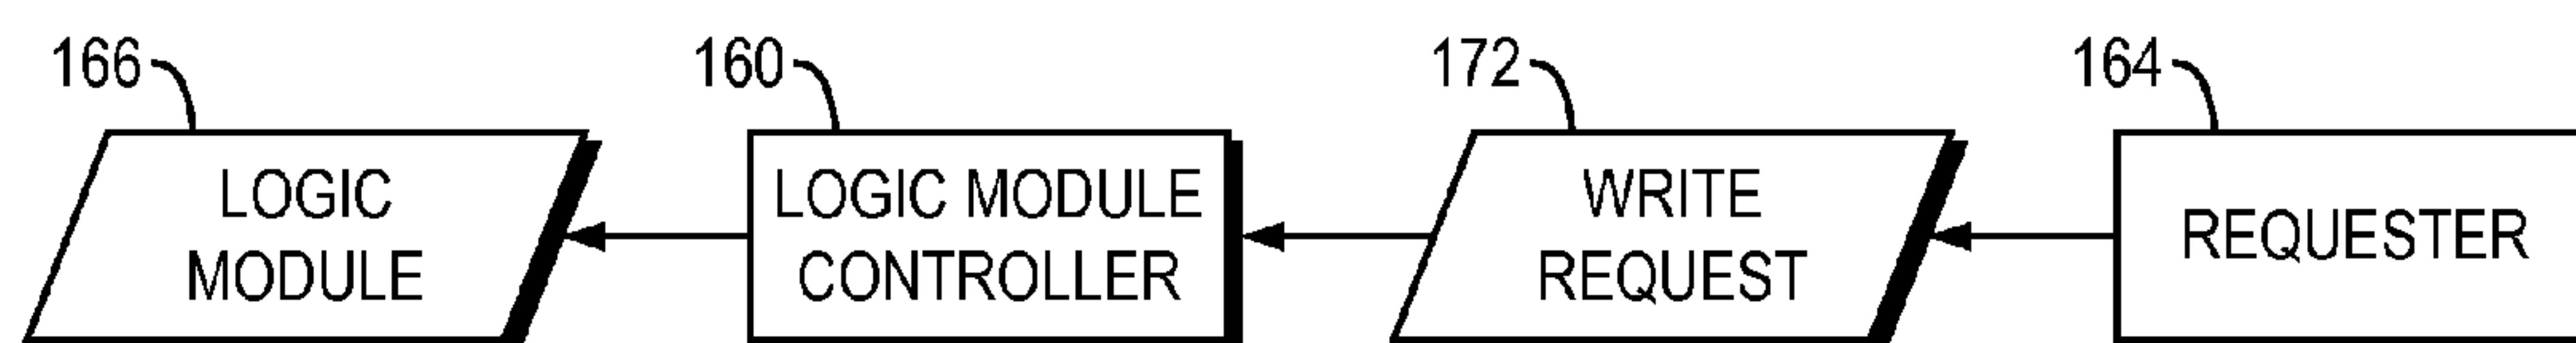 166
160
172
164
LOGIC
MODULE
LOGIC MODULE
CONTROLLER
WRITE
REQUEST
REQUESTER